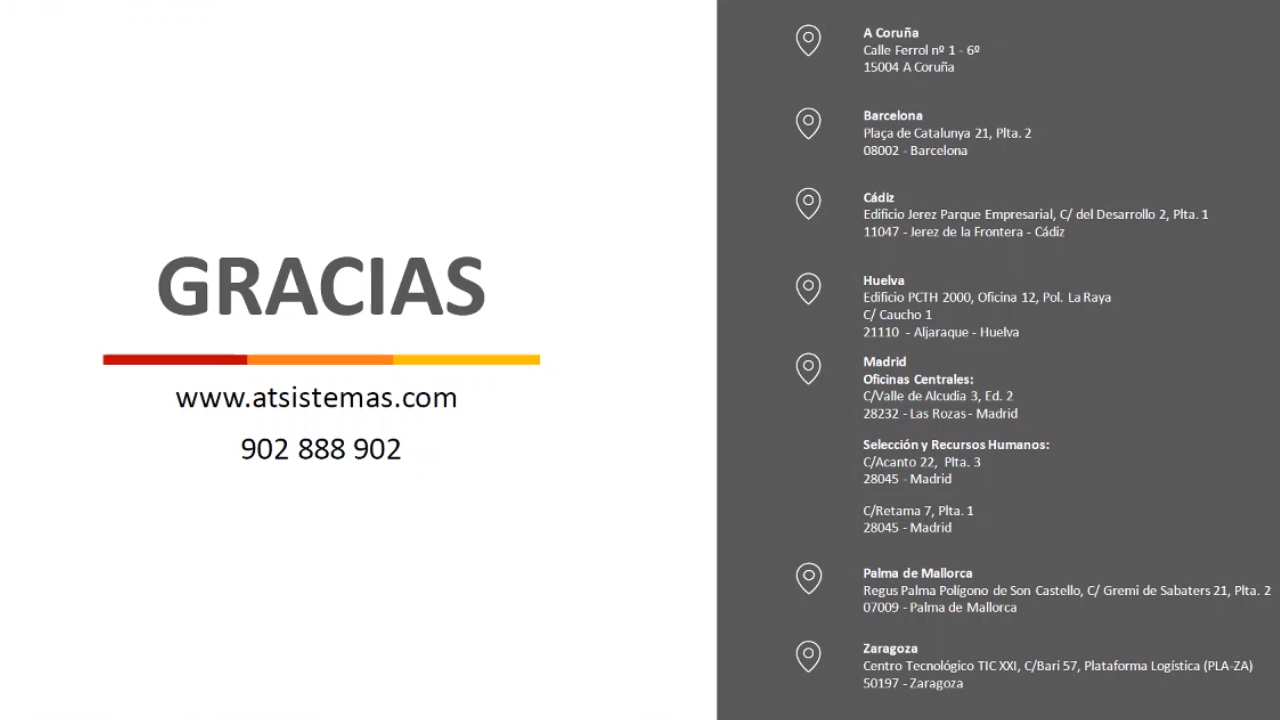 GRACIAS
www.atsistemas.com
902 888 902
A Coruña
Calle Ferrol nº 1 - 6º
15004 A Coruña
Barcelona
Plaça de Catalunya 21, Plta. 2
08002 - Barcelona
Cádiz
Edificio Jerez Parque Empresarial, C/ del Desarrollo 2, Plta. 1
11047 - Jerez de la Frontera - Cádiz
Huelva
Edificio PCTH 2000, Oficina 12, Pol. La Raya
C/ Caucho 1
21110 - Aljaraque - Huelva
Madrid
Oficinas Centrales:
C/Valle de Alcudia 3, Ed. 2
28232 - Las Rozas - Madrid
Selección y Recursos Humanos:
C/Acanto 22, Plta. 3
28045 - Madrid
C/Retama 7, Plta. 1
28045 - Madrid
Palma de Mallorca
Regus Palma Polígono de Son Castello, C/ Gremi de Sabaters 21, Plta. 2
07009 - Palma de Mallorca
Zaragoza
Centro Tecnológico TIC XXI, C/Bari 57, Plataforma Logística (PLA-ZA)
50197 - Zaragoza